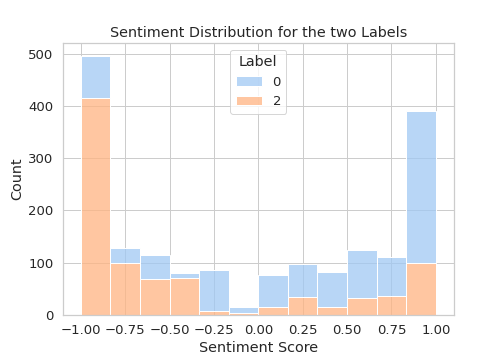 Sentiment Distribution for the two Labels
Label
0
2
500
400
300
200
100
0
Count
−1.00 −0.75 −0.50 −0.25 0.00 0.25 0.50 0.75 1.00
Sentiment Score